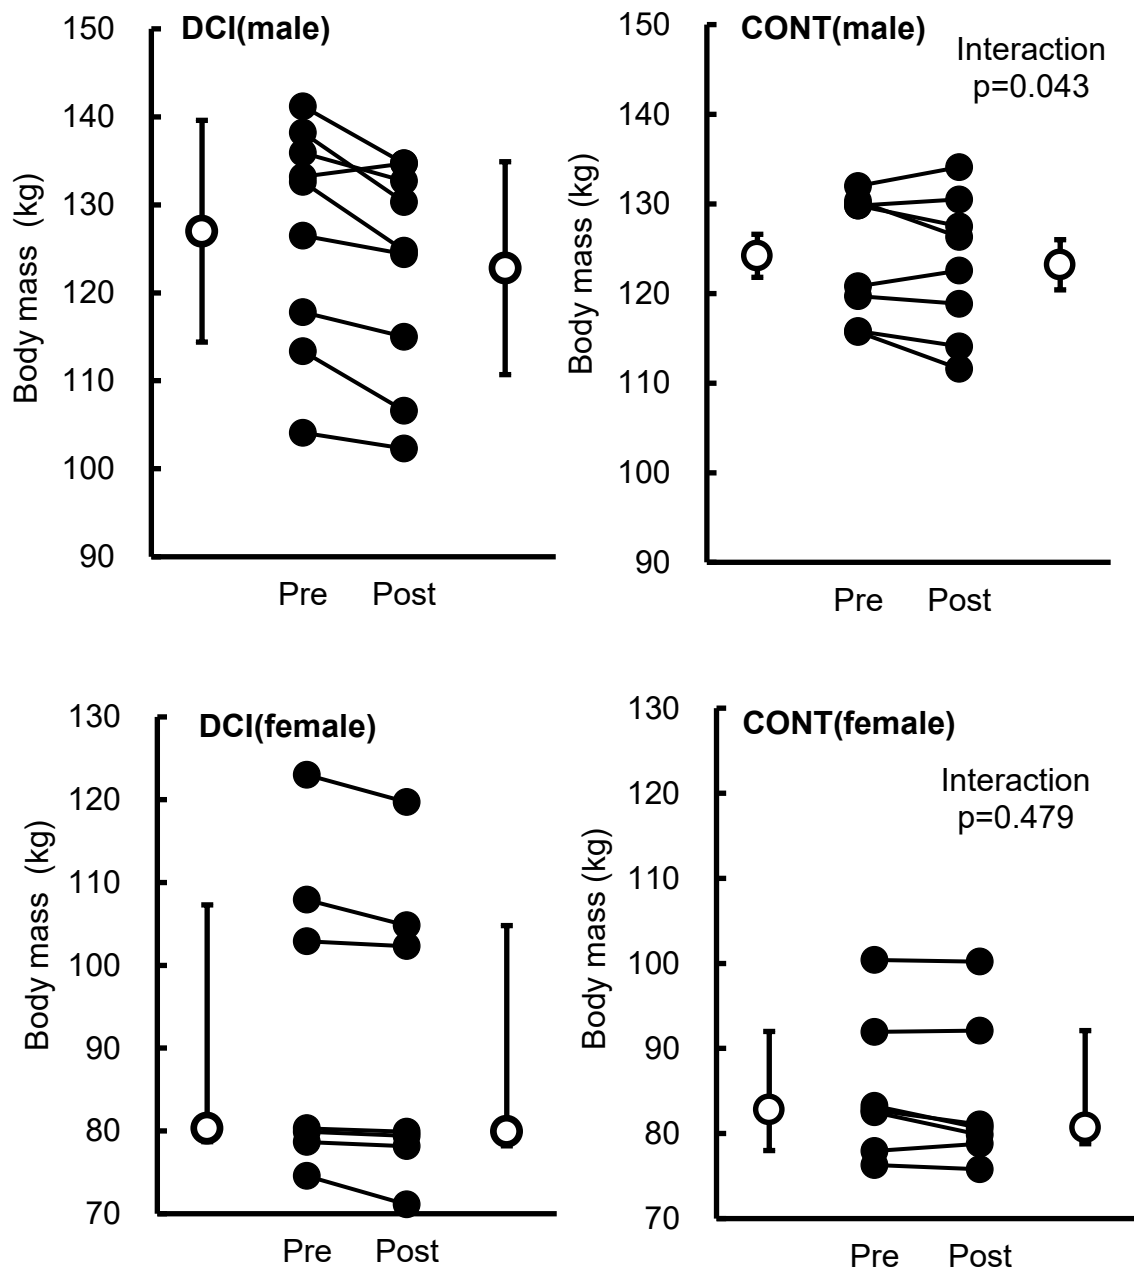 DCI(male)
150
140
130
120
110
100
90
Body mass (kg)
Pre Post
CONT(male)
Interaction
p=0.043
150
140
130
120
110
100
90
Body mass (kg)
Pre Post
DCI(female)
130
120
110
100
90
80
70
Body mass (kg)
Pre Post
CONT(female)
Interaction
p=0.479
130
120
110
100
90
80
70
Body mass (kg)
Pre Post